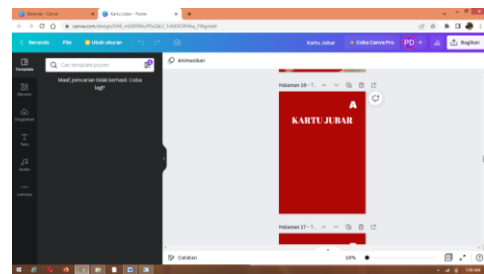 Beranda - Canva
Kartu Jubar - Poster
Beranda
File
Ubah ukuran
Kartu Jubar
Coba Canva Pro
PD
Bagikan
Template
Cari template poster
Maaf, pencarian tidak berhasil. Coba
lagi?
Elemen
Unggahan
Teks
Audio
Lainnya
Animasikan
Halaman 16 - T..
A
KARTU JUBAR
Halaman 17 - T..
Catatan
18%